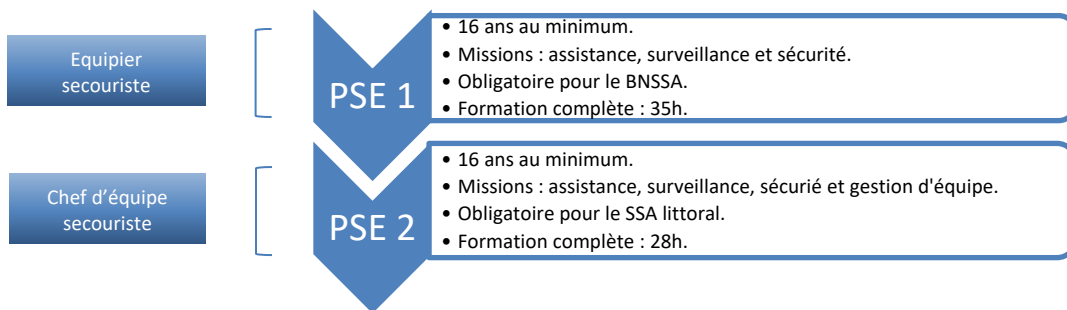 Equipier
secouriste
PSE 1
• 16 ans au minimum.
• Missions : assistance, surveillance et sécurité.
• Obligatoire pour le BNSSA.
• Formation complète : 35h.
Chef d'équipe
secouriste
PSE 2
• 16 ans au minimum.
• Missions : assistance, surveillance, sécurié et gestion d'équipe.
• Obligatoire pour le SSA littoral.
• Formation complète : 28h.